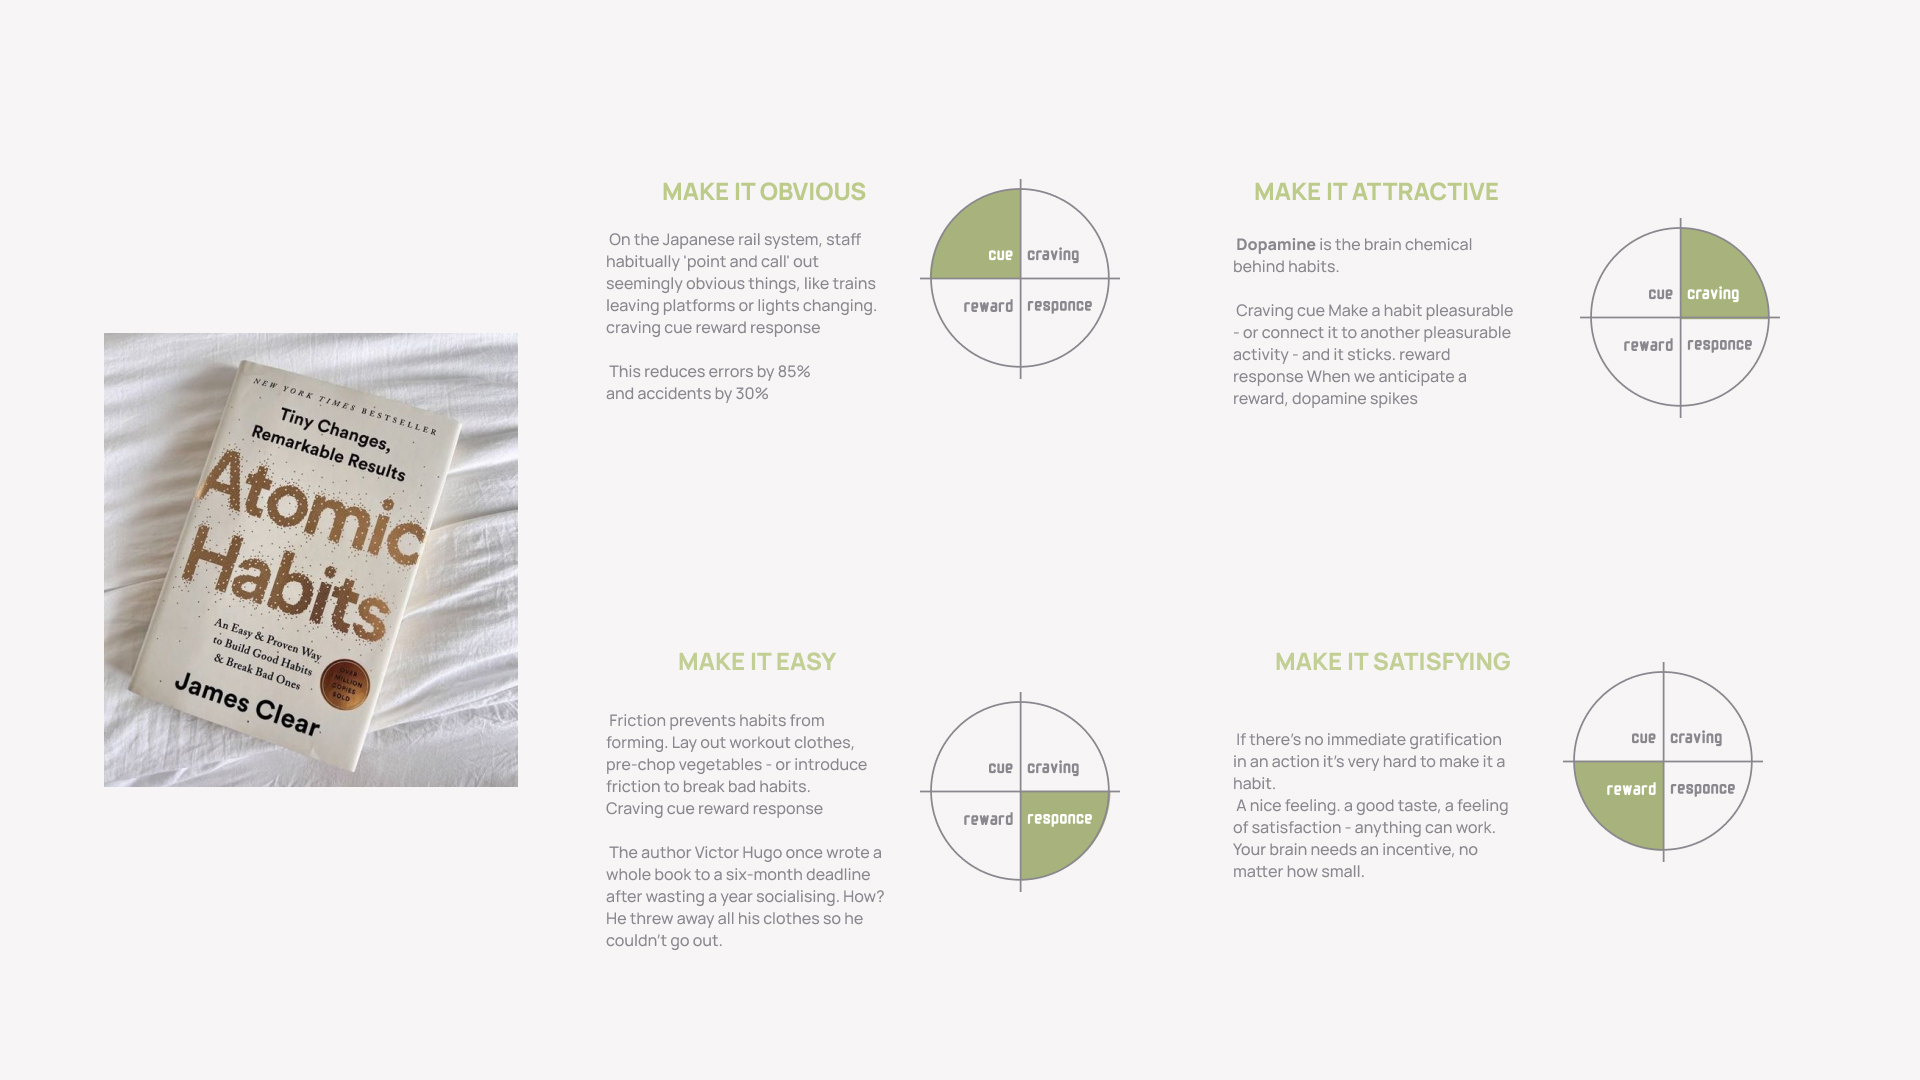 NEW YORK TIMES BESTSELLER
Tiny Changes,
Remarkable Results
Atomic
Habits
An Easy & Proven Way
to Build Good Habits
& Break Bad Ones
OVER
MILLION
COPIES
SOLD
James Clear
MAKE IT OBVIOUS
On the Japanese rail system, staff
habitually 'point and call' out
seemingly obvious things, like trains
leaving platforms or lights changing.
craving cue reward response
This reduces errors by 85%
and accidents by 30%
cue craving
reward responce
MAKE IT ATTRACTIVE
Dopamine is the brain chemical
behind habits.
Craving cue Make a habit pleasurable
- or connect it to another pleasurable
activity - and it sticks. reward
response When we anticipate a
reward, dopamine spikes
cue craving
reward responce
MAKE IT EASY
Friction prevents habits from
forming. Lay out workout clothes,
pre-chop vegetables - or introduce
friction to break bad habits.
Craving cue reward response
The author Victor Hugo once wrote a
whole book to a six-month deadline
after wasting a year socialising. How?
He threw away all his clothes so he
couldn't go out.
cue craving
reward responce
MAKE IT SATISFYING
If there's no immediate gratification
in an action it's very hard to make it a
habit.
A nice feeling. a good taste, a feeling
of satisfaction - anything can work.
Your brain needs an incentive, no
matter how small.
cue craving
reward responce